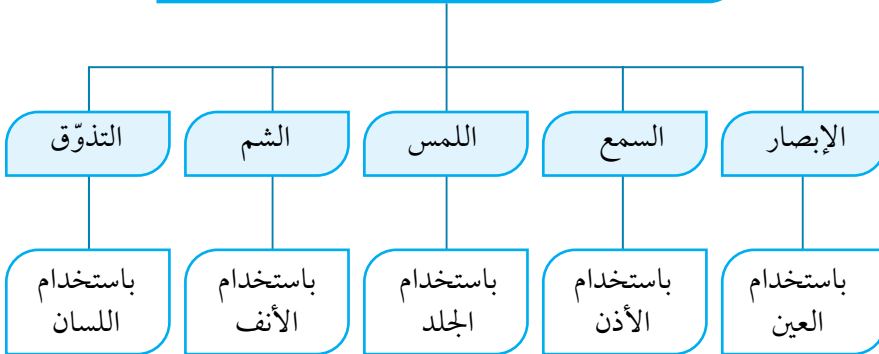 الإبصار
السمع
اللمس
الشم
التذوّق
باستخدام
العين
باستخدام
الأذن
باستخدام
الجلد
باستخدام
الأنف
باستخدام
اللسان